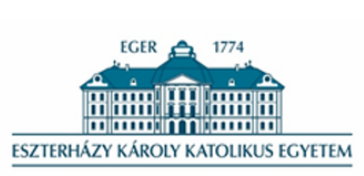 EGER 1774
ESZTERHÁZY KÁROLY KATOLIKUS EGYETEM